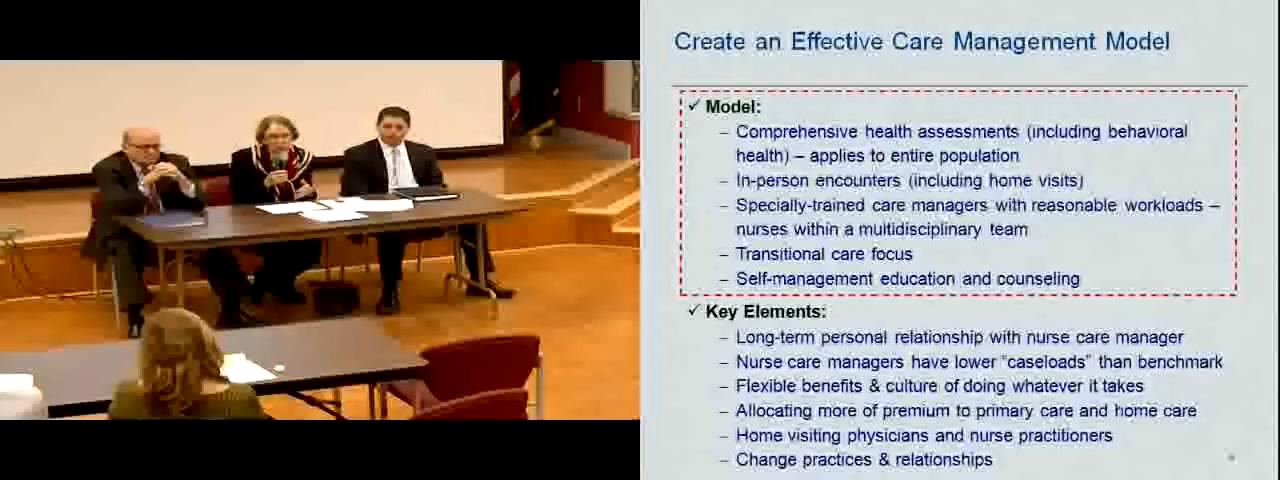 Create an Effective Care Management Model
✓ Model:
– Comprehensive health assessments (including behavioral
health) – applies to entire population
– In-person encounters (including home visits)
– Specially-trained care managers with reasonable workloads –
nurses within a multidisciplinary team
– Transitional care focus
– Self-management education and counseling
✓ Key Elements:
– Long-term personal relationship with nurse care manager
– Nurse care managers have lower “caseloads” than benchmark
– Flexible benefits & culture of doing whatever it takes
– Allocating more of premium to primary care and home care
– Home visiting physicians and nurse practitioners
– Change practices & relationships